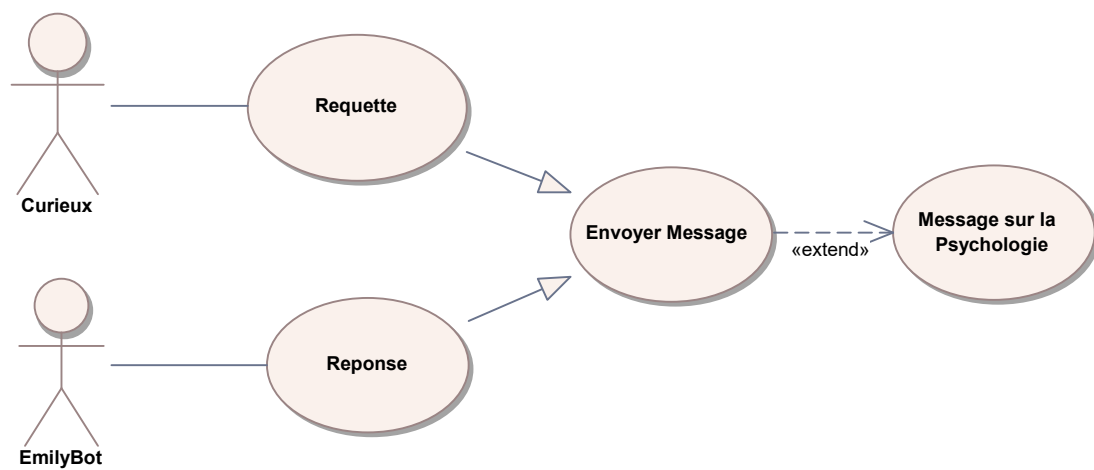 Requette
Curieux
Envoyer Message
«extend»
Message sur la
Psychologie
Reponse
EmilyBot